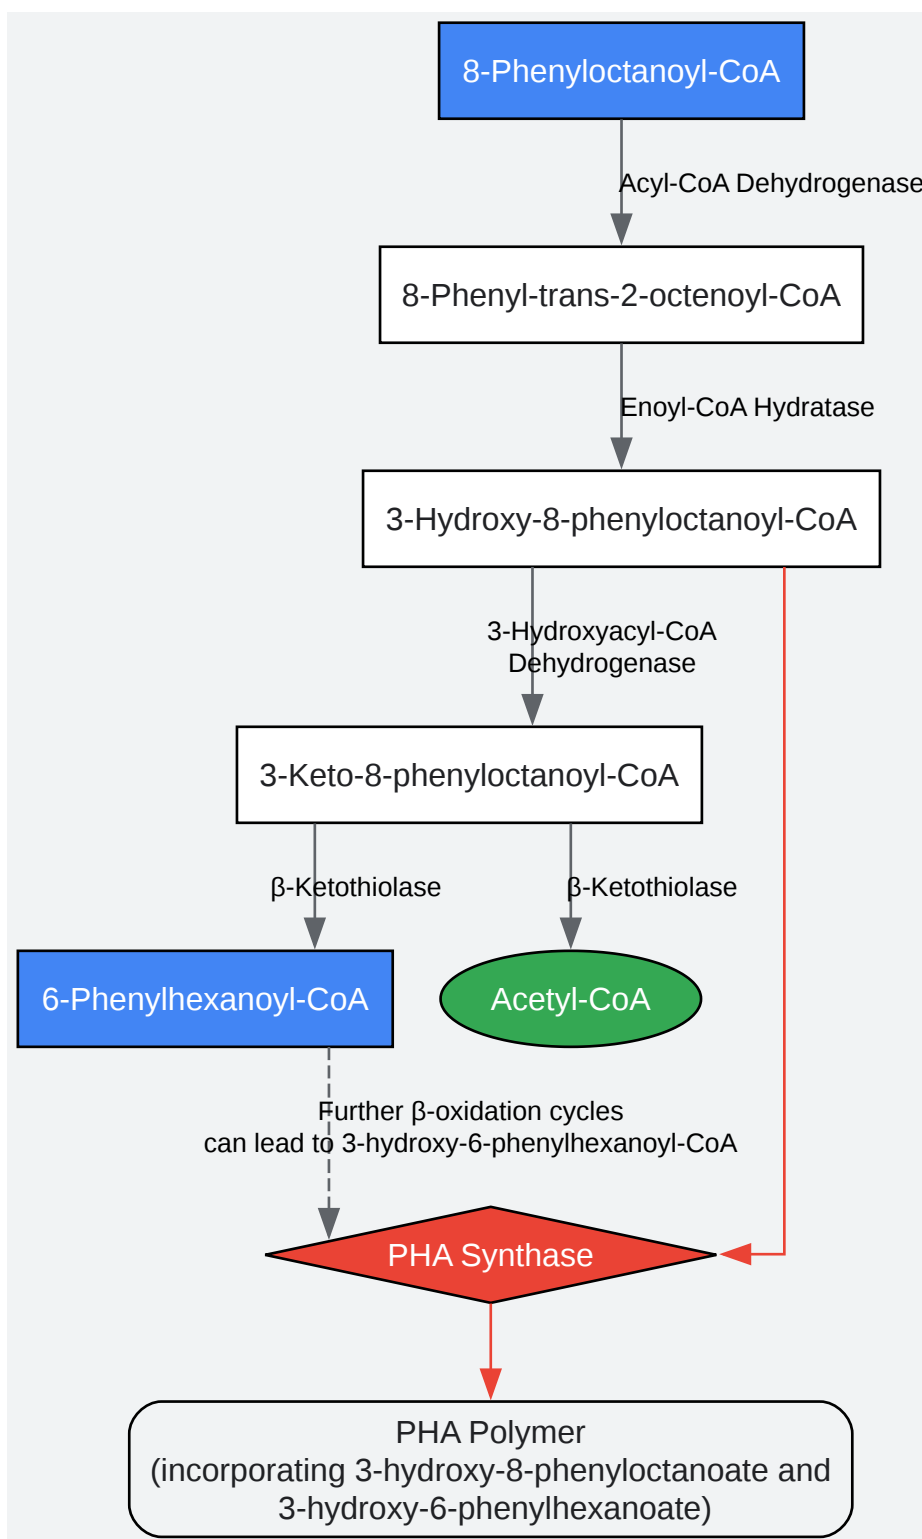 8-Phenyloctanoyl-CoA
Acyl-CoA Dehydrogenase
8-Phenyl-trans-2-octenoyl-CoA
Enoyl-CoA Hydratase
3-Hydroxy-8-phenyloctanoyl-CoA
3-Hydroxyacyl-CoA
Dehydrogenase
3-Keto-8-phenyloctanoyl-CoA
β-Ketothiolase
β-Ketothiolase
6-Phenylhexanoyl-CoA
Acetyl-CoA
Further β-oxidation cycles
can lead to 3-hydroxy-6-phenylhexanoyl-CoA
PHA Synthase
PHA Polymer
(incorporating 3-hydroxy-8-phenyloctanoate and
3-hydroxy-6-phenylhexanoate)